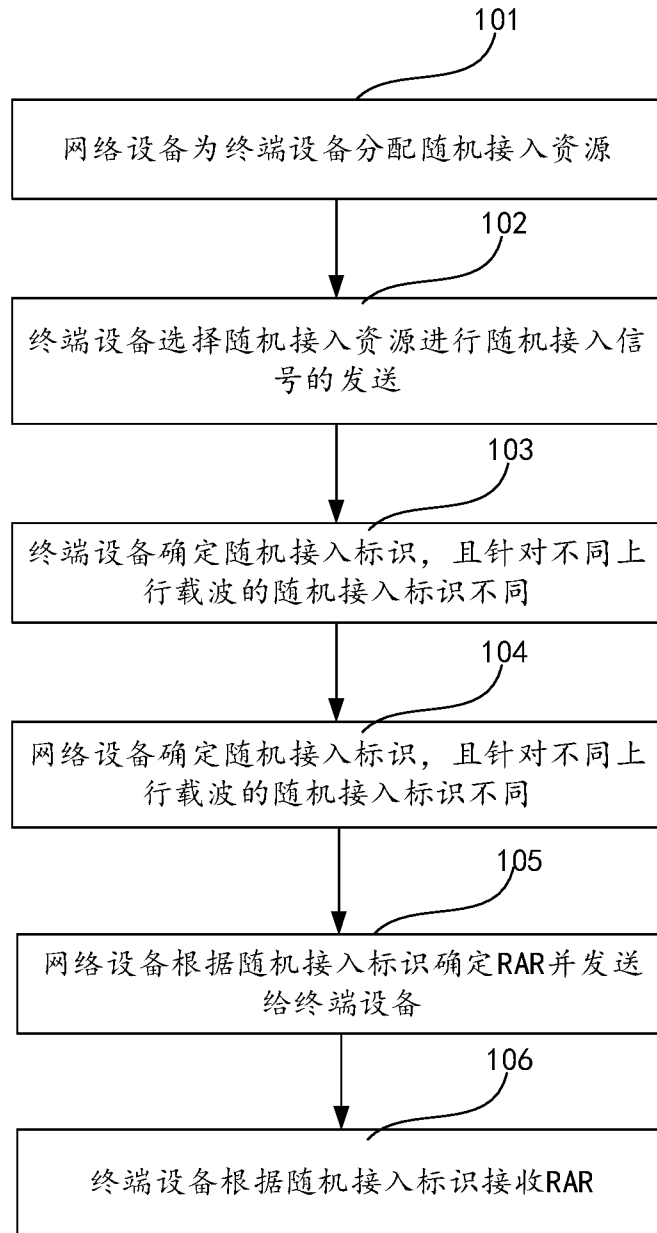 101
网络设备为终端设备分配随机接入资源
102
终端设备选择随机接入资源进行随机接入信
号的发送
103
终端设备确定随机接入标识，且针对不同上
行载波的随机接入标识不同
104
网络设备确定随机接入标识，且针对不同上
行载波的随机接入标识不同
105
网络设备根据随机接入标识确定RAR并发送
给终端设备
106
终端设备根据随机接入标识接收RAR